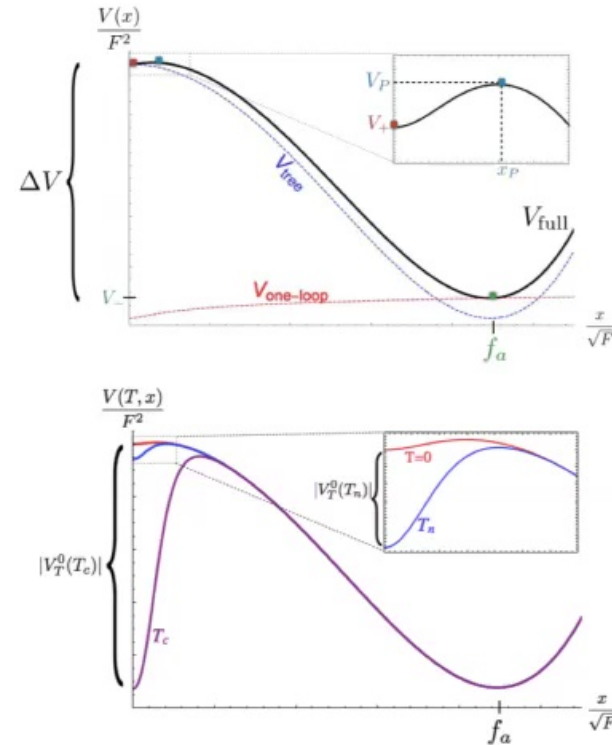 V(x)
F²
V_P
V_+
x_P
ΔV
V_tree
V_full
V_-
V_one-loop
f_a
x
√F
V(T,x)
F²
T=0
|V_T^0(T_n)|
T_n
|V_T^0(T_c)|
T_c
f_a
x
√F